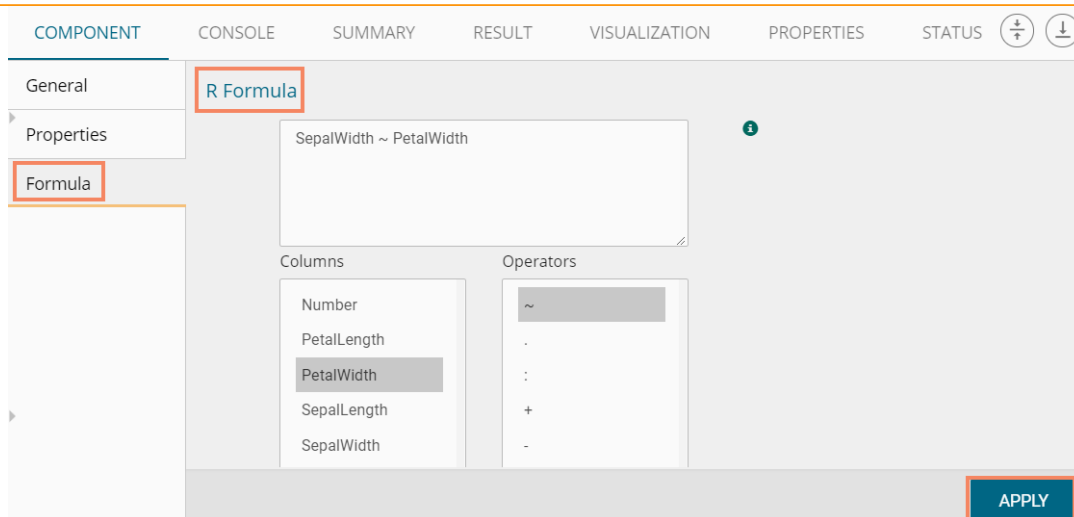 COMPONENT CONSOLE SUMMARY RESULT VISUALIZATION PROPERTIES STATUS
General
R Formula
Properties
SepalWidth ~ PetalWidth
Formula
Columns Operators
Number ~
PetalLength .
PetalWidth :
SepalLength +
SepalWidth -
APPLY